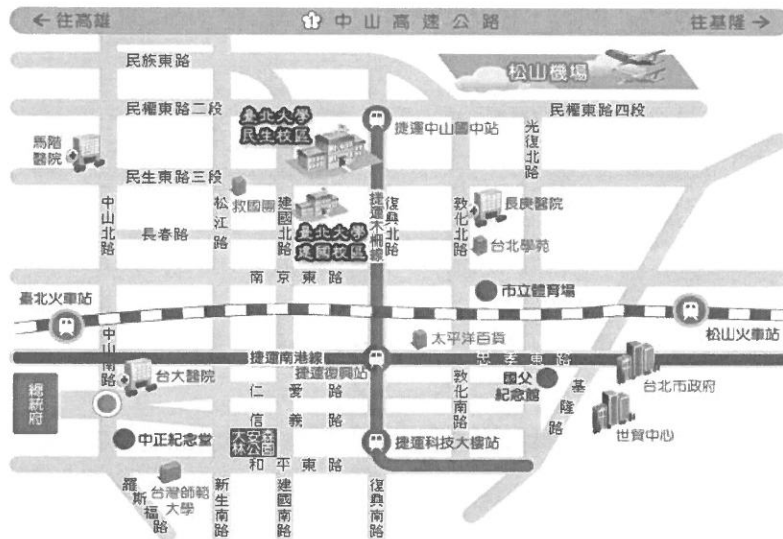 ←往高雄
1 中山高速公路
往基隆→
民族東路
松山機場
民權東路二段
臺北大學
民生校區
捷運中山國中站
民權東路四段
光復北路
馬階
醫院
民生東路三段
救國團
中山北路
松江路
建國北路
捷運木柵線
復興北路
敦化北路
長庚醫院
長春路
臺北大學
建國校區
台北學苑
南京東路
市立體育場
臺北火車站
松山火車站
中山南路
太平洋百貨
捷運南港線
忠孝東路
捷運復興站
台大醫院
總統府
仁愛路
敦化南路
國父
紀念館
基隆路
台北市政府
信義路
世貿中心
中正紀念堂
大安森
林公園
捷運科技大樓站
和平東路
羅斯福路
台灣師範
大學
新生南路
建國南路
復興南路